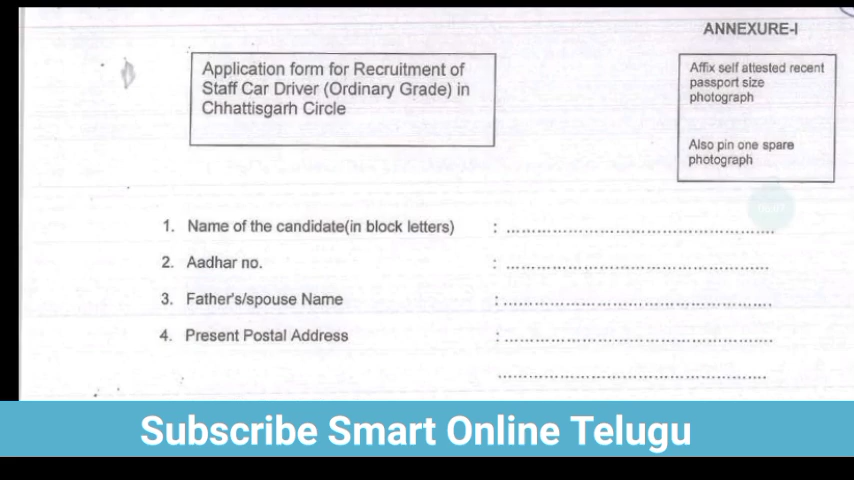 ANNEXURE-I
Application form for Recruitment of
Staff Car Driver (Ordinary Grade) in
Chhattisgarh Circle
Affix self attested recent
passport size
photograph
Also pin one spare
photograph
1. Name of the candidate(in block letters) : ................................................
2. Aadhar no. : ................................................
3. Father's/spouse Name : ................................................
4. Present Postal Address : ................................................
................................................
Subscribe Smart Online Telugu